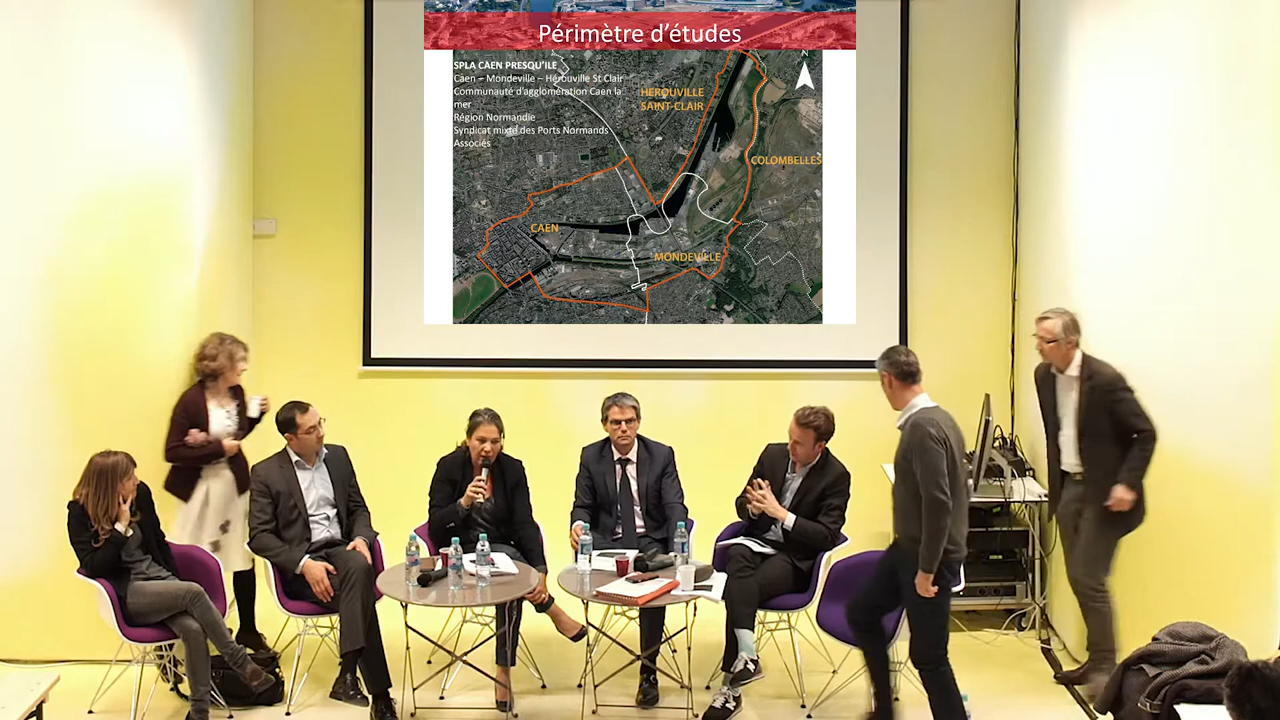 Périmètre d'études
SPLA CAEN PRESQU'ILE
Caen – Mondeville – Hérouville St Clair
Communauté d'agglomération Caen la
mer
Région Normandie
Syndicat mixte des Ports Normands
Associés
N
HEROUVILLE
SAINT-CLAIR
COLOMBELLES
CAEN
MONDEVILLE